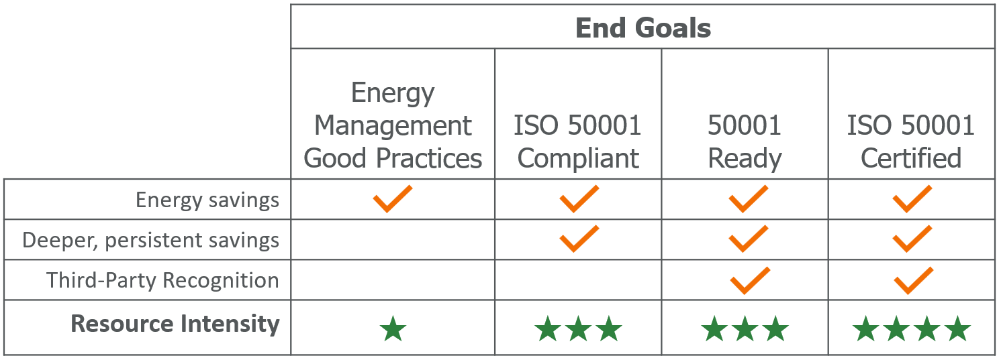 End Goals
Energy
Management
Good Practices
ISO 50001
Compliant
50001
Ready
ISO 50001
Certified
Energy savings
Deeper, persistent savings
Third-Party Recognition
Resource Intensity